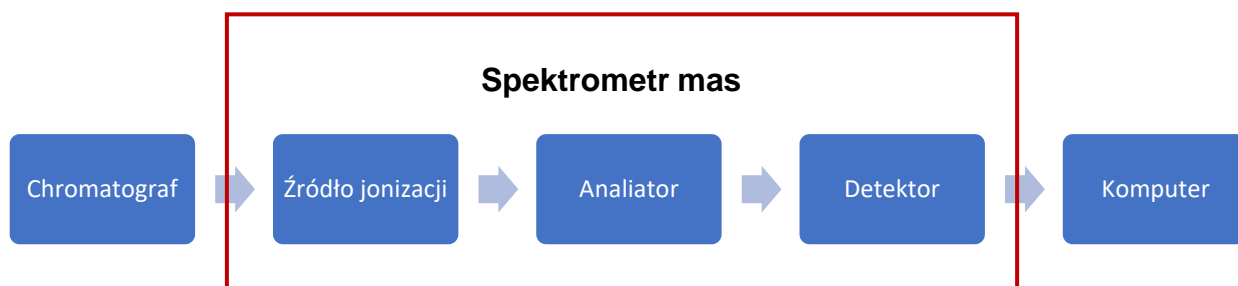 Spektrometr mas
Chromatograf
Źródło jonizacji
Analiator
Detektor
Komputer